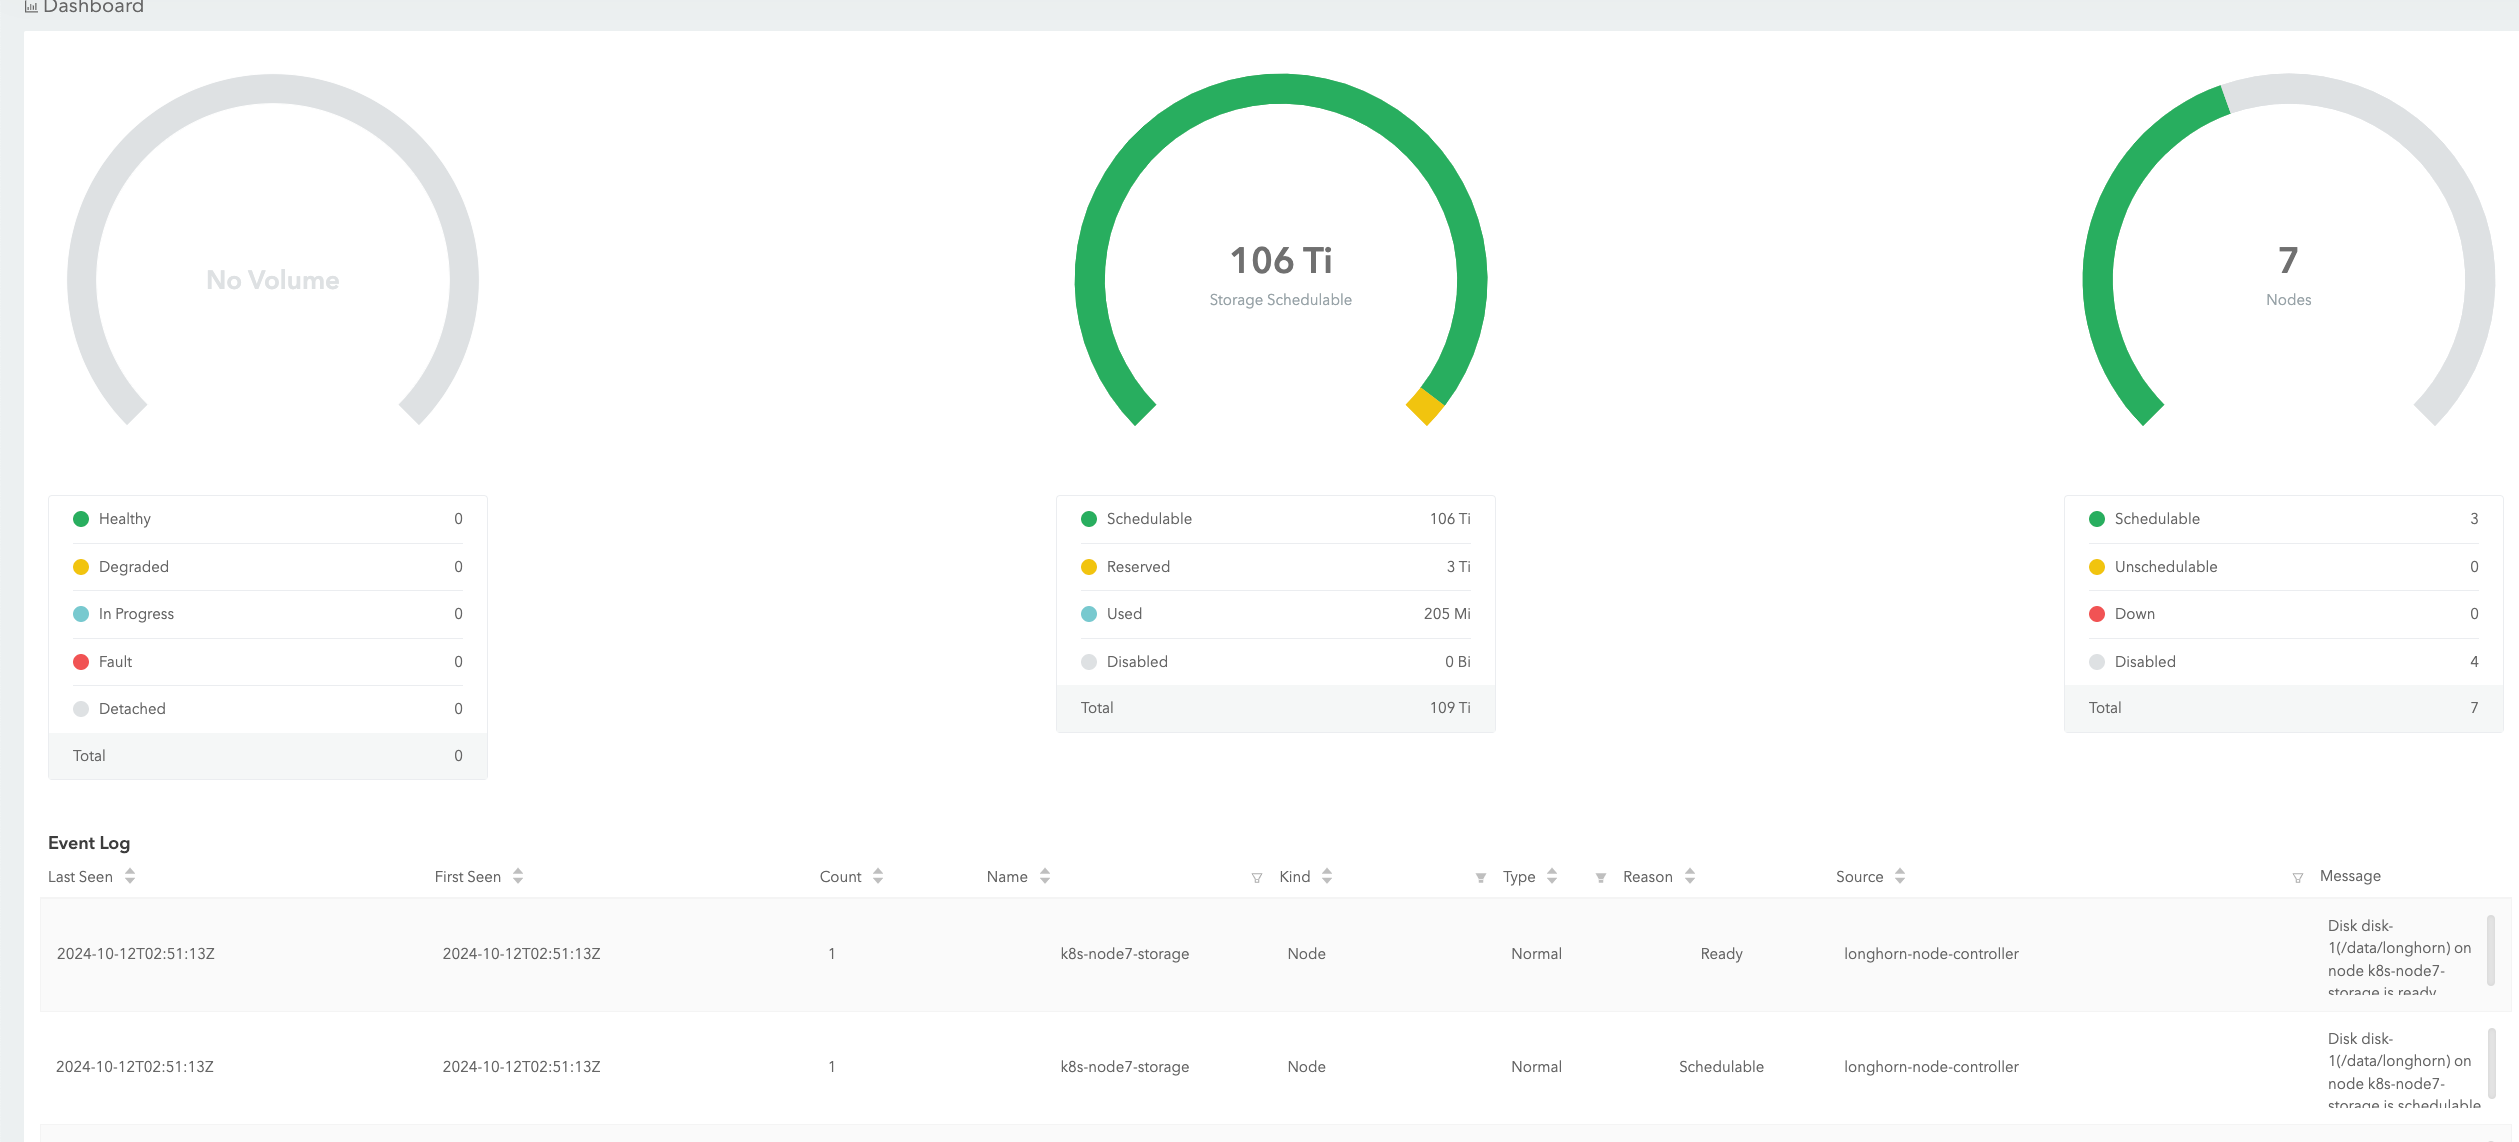 Dashboard
No Volume
106 Ti
Storage Schedulable
7
Nodes
Healthy 0
Degraded 0
In Progress 0
Fault 0
Detached 0
Total 0
Schedulable 106 Ti
Reserved 3 Ti
Used 205 Mi
Disabled 0 Bi
Total 109 Ti
Schedulable 3
Unschedulable 0
Down 0
Disabled 4
Total 7
Event Log
Last Seen First Seen Count Name Kind Type Reason Source Message
2024-10-12T02:51:13Z 2024-10-12T02:51:13Z 1 k8s-node7-storage Node Normal Ready longhorn-node-controller
Disk disk-
1(/data/longhorn) on
node k8s-node7-
storage is ready
2024-10-12T02:51:13Z 2024-10-12T02:51:13Z 1 k8s-node7-storage Node Normal Schedulable longhorn-node-controller
Disk disk-
1(/data/longhorn) on
node k8s-node7-
storage is schedulable